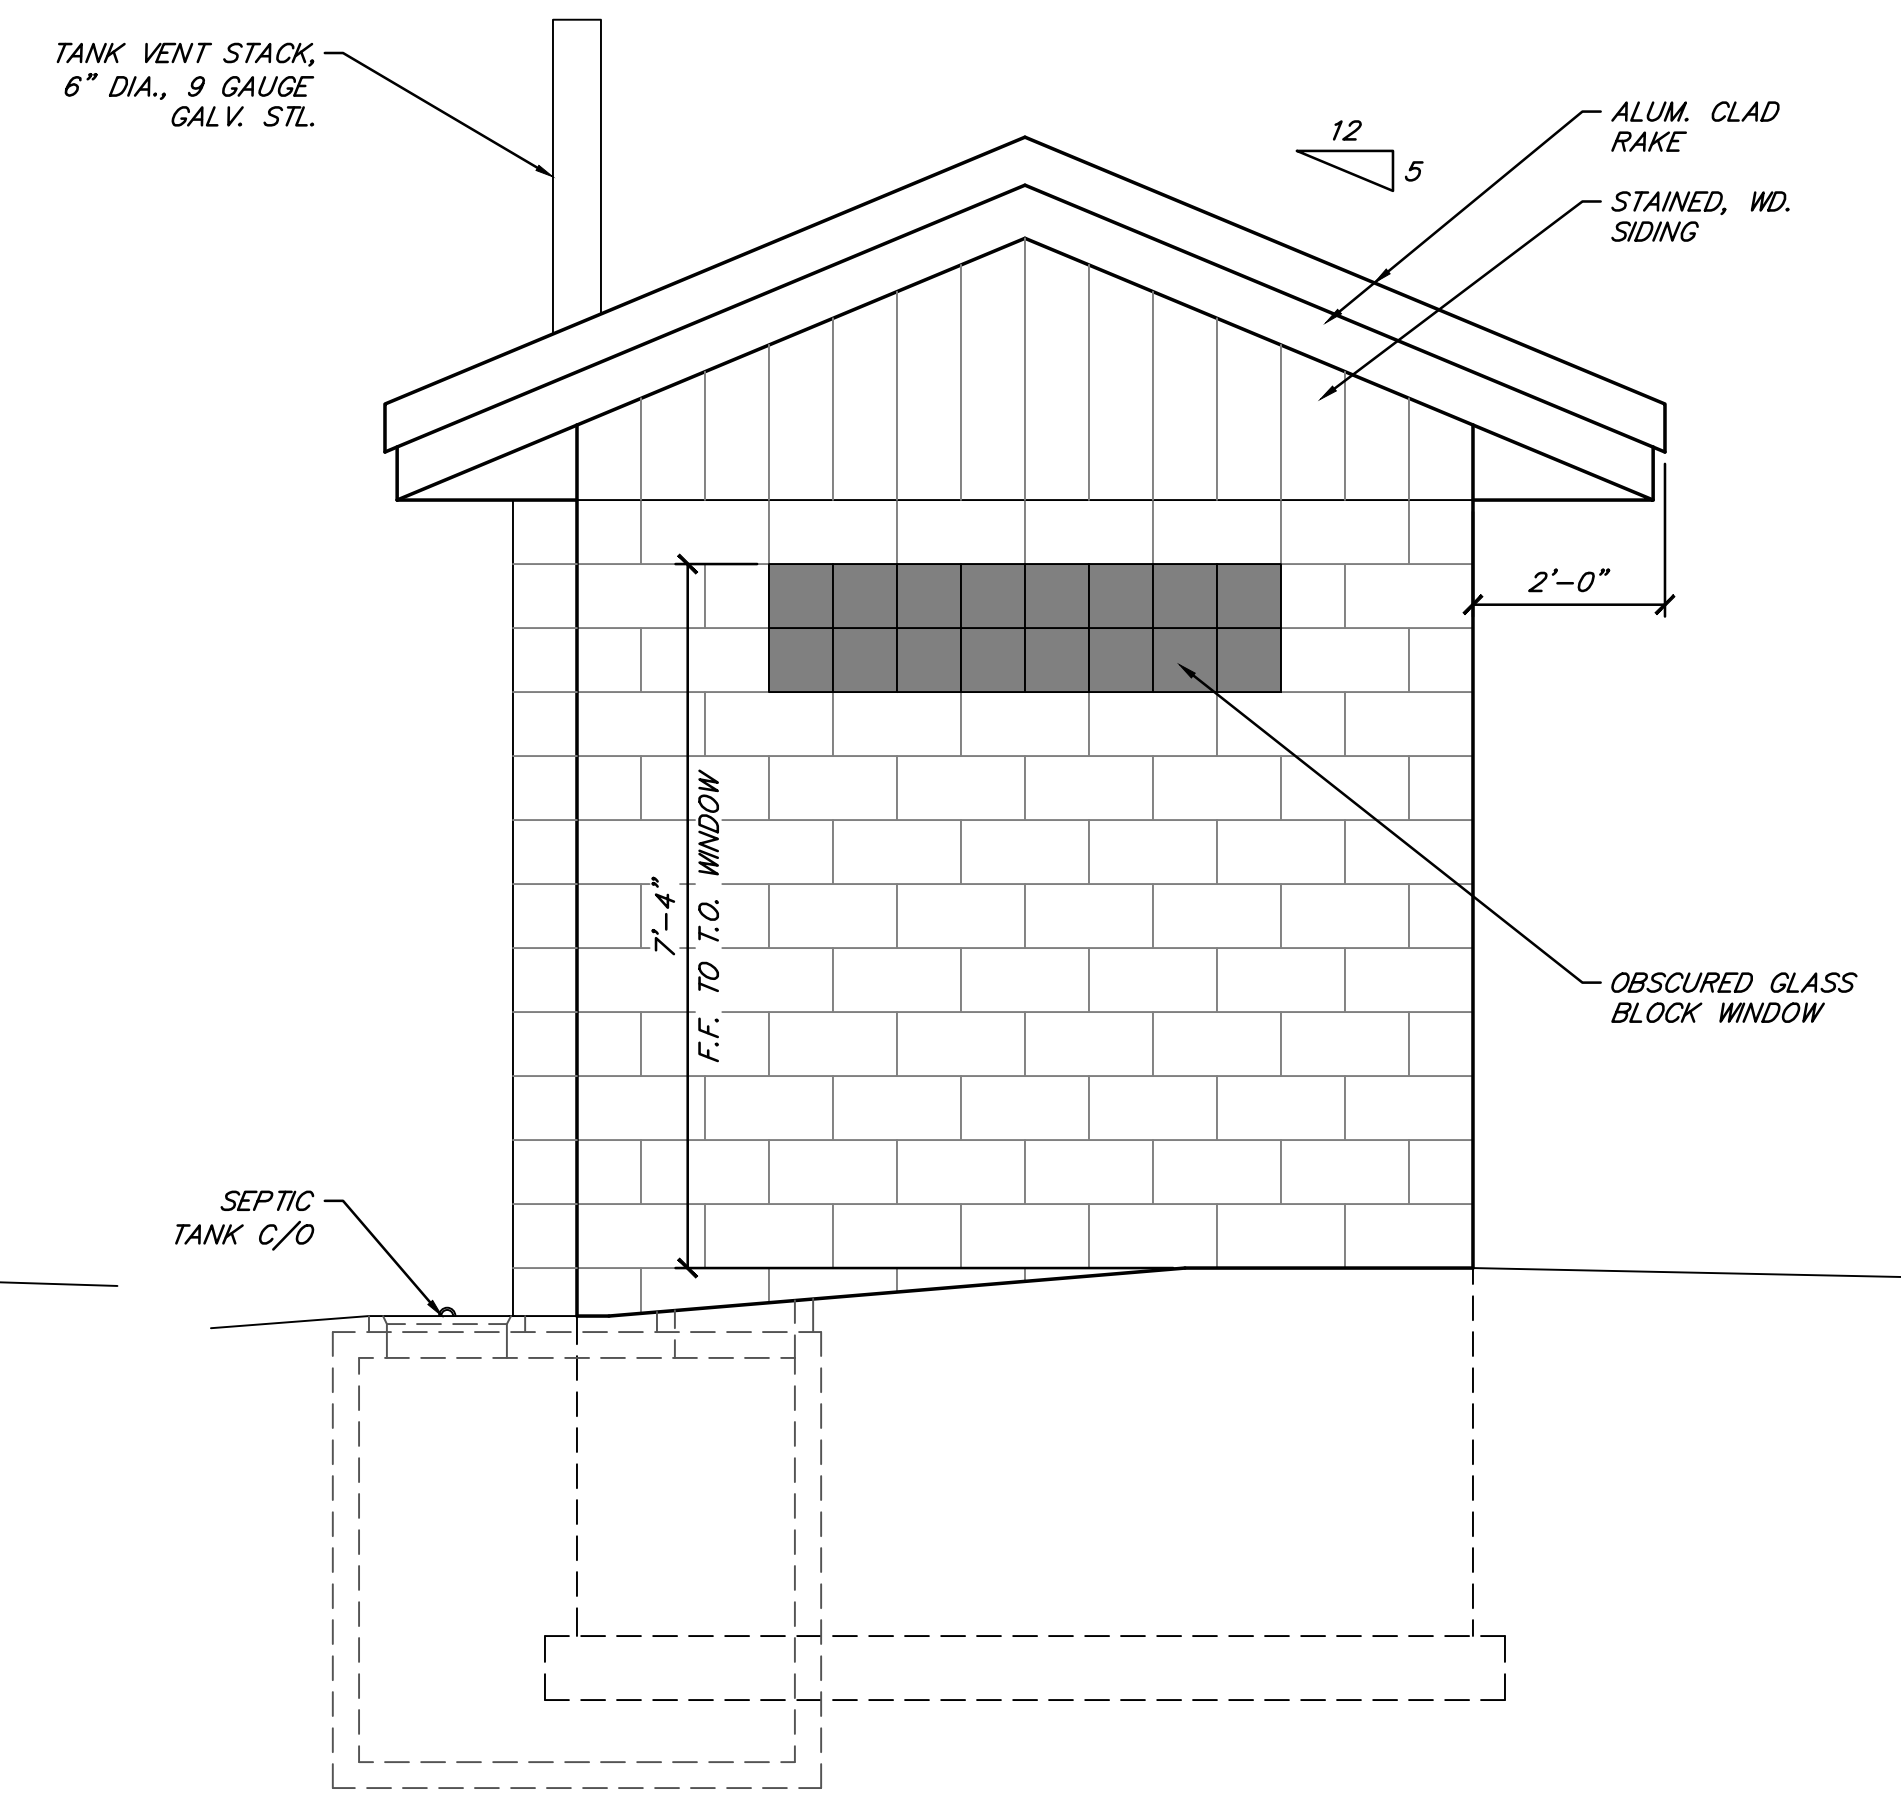 TANK VENT STACK,
6" DIA., 9 GAUGE
GALV. STL.
12
5
ALUM. CLAD
RAKE
STAINED, WD.
SIDING
2'-0"
7'-4"
F.F. TO T.O. WINDOW
OBSCURED GLASS
BLOCK WINDOW
SEPTIC
TANK C/O